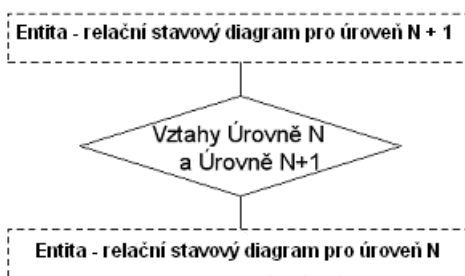 Entita - relační stavový diagram pro úroveň N + 1
Vztahy Úrovně N
a Úrovně N+1
Entita - relační stavový diagram pro úroveň N